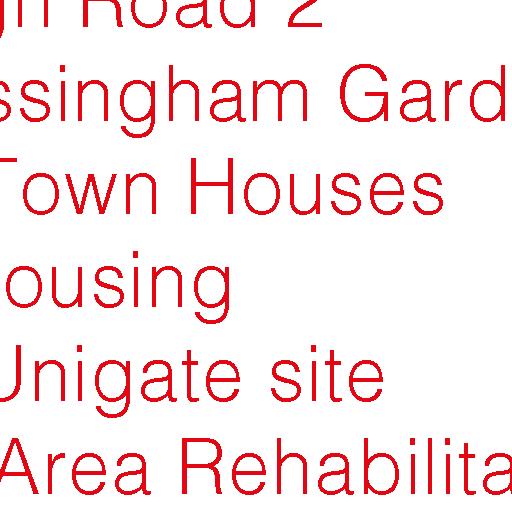 Road 2
ssingham Gard
Town Houses
ousing
Unigate site
Area Rehabilita